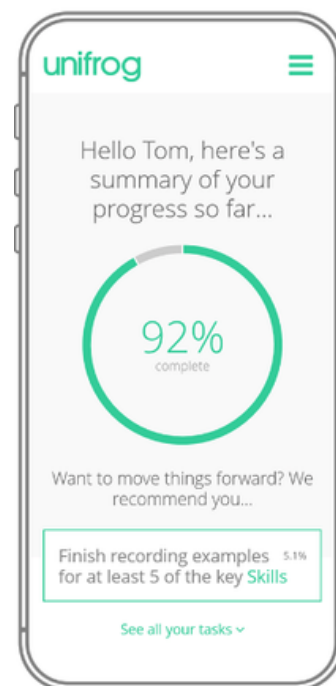 unifrog
Hello Tom, here's a
summary of your
progress so far...
92%
complete
Want to move things forward? We
recommend you...
Finish recording examples 5.1%
for at least 5 of the key Skills
See all your tasks